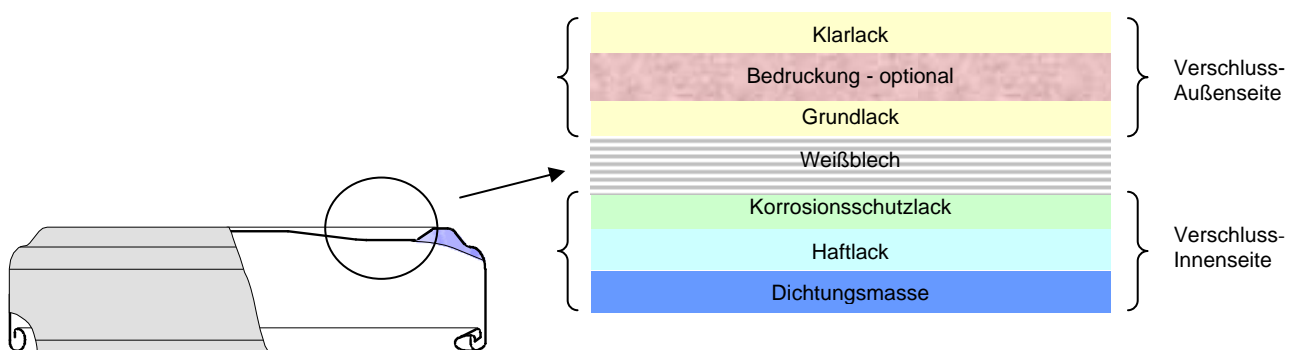 Klarlack
Bedruckung - optional
Grundlack
Verschluss-
Außenseite
Weißblech
Korrosionsschutzlack
Haftlack
Dichtungsmasse
Verschluss-
Innenseite